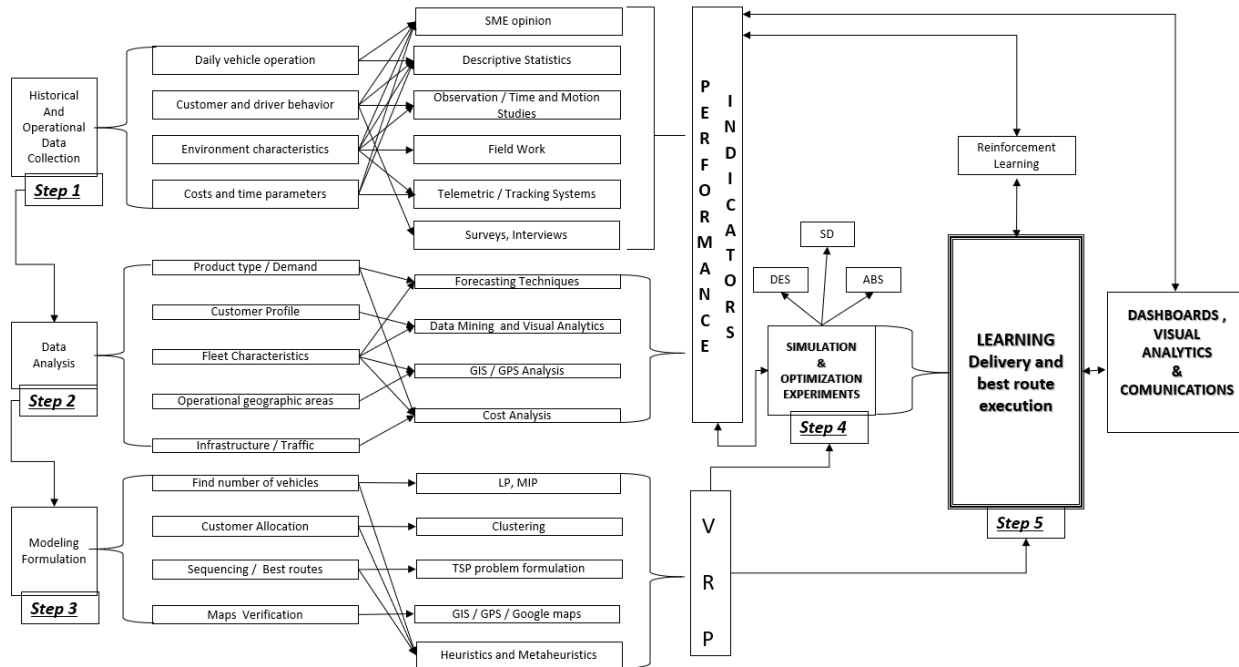 Historical
And
Operational
Data
Collection
Step 1
Daily vehicle operation
Customer and driver behavior
Environment characteristics
Costs and time parameters
SME opinion
Descriptive Statistics
Observation / Time and Motion
Studies
Field Work
Telemetric / Tracking Systems
Surveys, Interviews
Data
Analysis
Step 2
Product type / Demand
Customer Profile
Fleet Characteristics
Operational geographic areas
Infrastructure / Traffic
Forecasting Techniques
Data Mining and Visual Analytics
GIS / GPS Analysis
Cost Analysis
Modeling
Formulation
Step 3
Find number of vehicles
Customer Allocation
Sequencing / Best routes
Maps Verification
LP, MIP
Clustering
TSP problem formulation
GIS / GPS / Google maps
Heuristics and Metaheuristics
PERFORMANCE
INDICATORS
VRP
SD
DES
ABS
SIMULATION
&
OPTIMIZATION
EXPERIMENTS
Step 4
Reinforcement
Learning
LEARNING
Delivery and
best route
execution
Step 5
DASHBOARDS ,
VISUAL
ANALYTICS
&
COMUNICATIONS